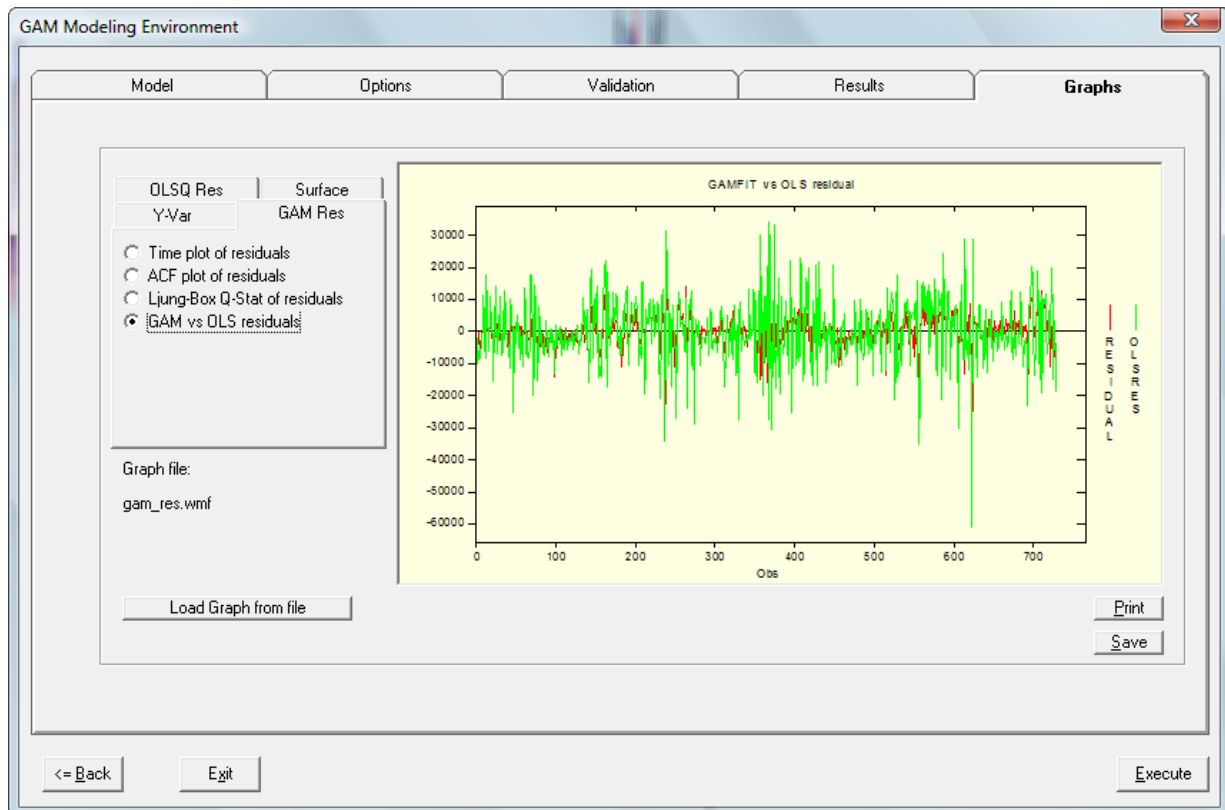 GAM Modeling Environment
Model Options Validation Results Graphs
OLSQ Res Surface
Y-Var GAM Res
Time plot of residuals
ACF plot of residuals
Ljung-Box Q-Stat of residuals
GAM vs OLS residuals
Graph file:
gam_res.wmf
Load Graph from file
GAMFIT vs OLS residual
30000
20000
10000
0
-10000
-20000
-30000
-40000
-50000
-60000
0 100 200 300 400 500 600 700
Obs
RESIDUAL
OLSRES
Print
Save
<= Back Exit Execute